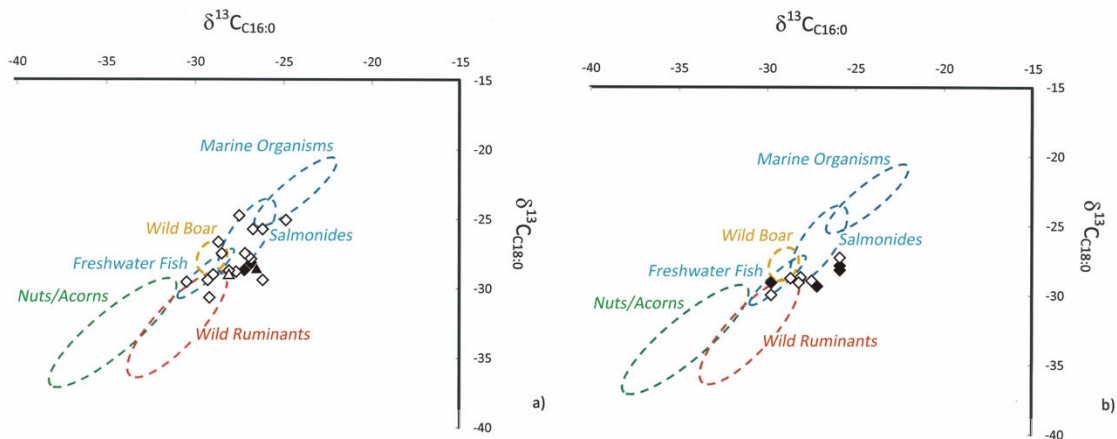 δ13CC16:0
-40 -35 -30 -25 -20 -15
-15
-20
-25
-30
-35
-40
δ13CC18:0
Marine Organisms
Wild Boar
Salmonides
Freshwater Fish
Nuts/Acorns
Wild Ruminants
a)
δ13CC16:0
-40 -35 -30 -25 -20 -15
-15
-20
-25
-30
-35
-40
δ13CC18:0
Marine Organisms
Wild Boar
Salmonides
Freshwater Fish
Nuts/Acorns
Wild Ruminants
b)